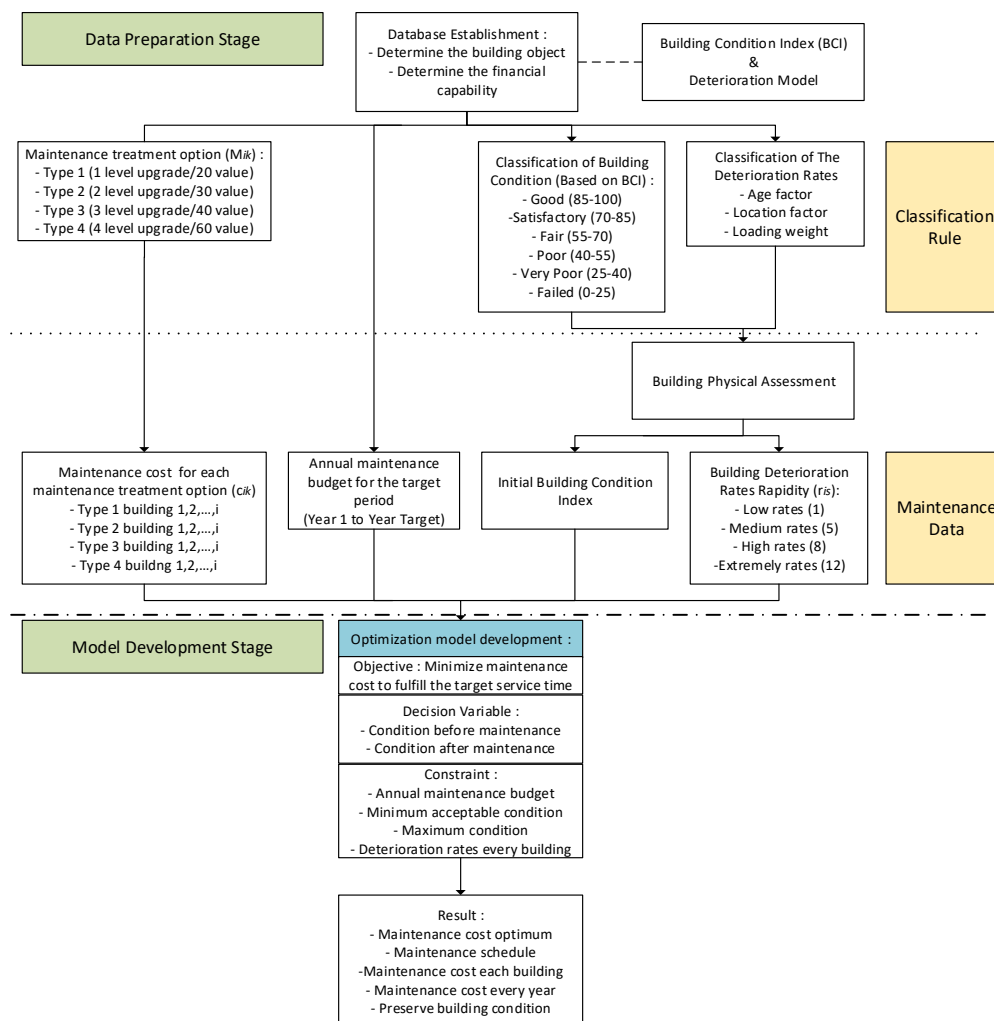 Data Preparation Stage
Database Establishment :
- Determine the building object
- Determine the financial
capability
Building Condition Index (BCI)
&
Deterioration Model
Maintenance treatment option (Mik) :
- Type 1 (1 level upgrade/20 value)
- Type 2 (2 level upgrade/30 value)
- Type 3 (3 level upgrade/40 value)
- Type 4 (4 level upgrade/60 value)
Classification of Building
Condition (Based on BCI) :
- Good (85-100)
-Satisfactory (70-85)
- Fair (55-70)
- Poor (40-55)
- Very Poor (25-40)
- Failed (0-25)
Classification of The
Deterioration Rates
- Age factor
- Location factor
- Loading weight
Classification
Rule
Building Physical Assessment
Maintenance cost for each
maintenance treatment option (cik)
- Type 1 building 1,2,...,i
- Type 2 building 1,2,...,i
- Type 3 building 1,2,...,i
- Type 4 buildng 1,2,...,i
Annual maintenance
budget for the target
period
(Year 1 to Year Target)
Initial Building Condition
Index
Building Deterioration
Rates Rapidity (ris):
- Low rates (1)
- Medium rates (5)
- High rates (8)
-Extremely rates (12)
Maintenance
Data
Model Development Stage
Optimization model development :
Objective : Minimize maintenance
cost to fulfill the target service time
Decision Variable :
- Condition before maintenance
- Condition after maintenance
Constraint :
- Annual maintenance budget
- Minimum acceptable condition
- Maximum condition
- Deterioration rates every building
Result :
- Maintenance cost optimum
- Maintenance schedule
-Maintenance cost each building
- Maintenance cost every year
- Preserve building condition